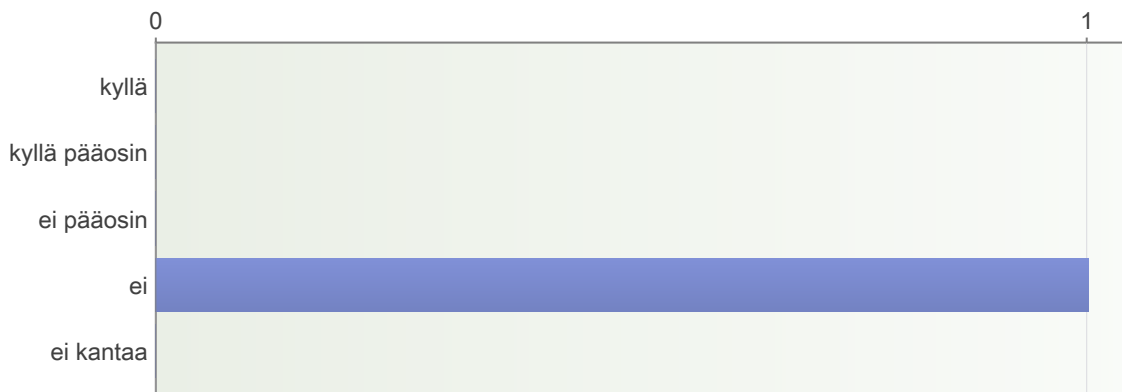 0 1
kyllä
kyllä pääosin
ei pääosin
ei
ei kantaa